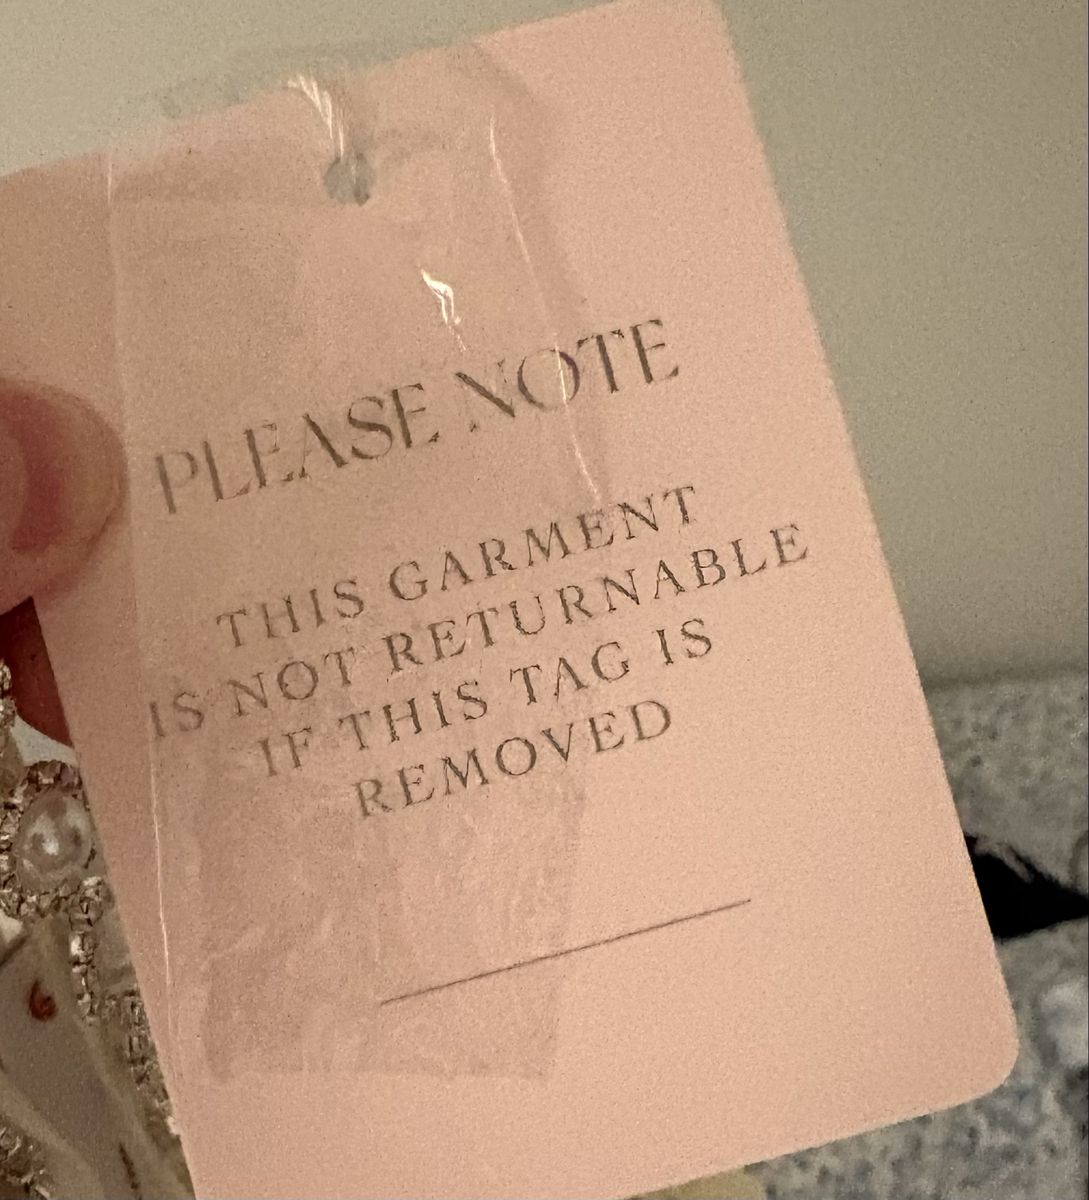 PLEASE NOTE
THIS GARMENT
IS NOT RETURNABLE
IF THIS TAG IS
REMOVED